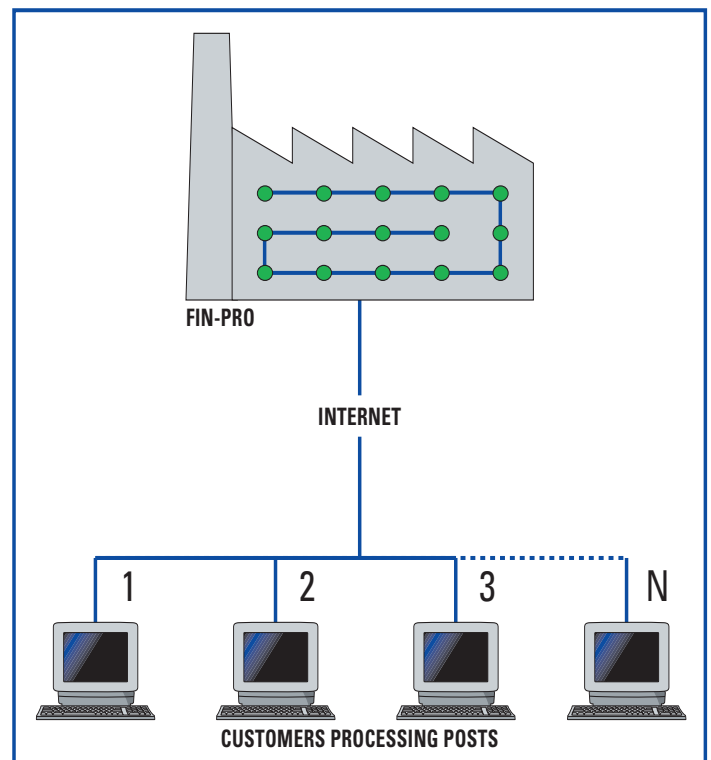 FIN-PRO
INTERNET
1 2 3 N
CUSTOMERS PROCESSING POSTS